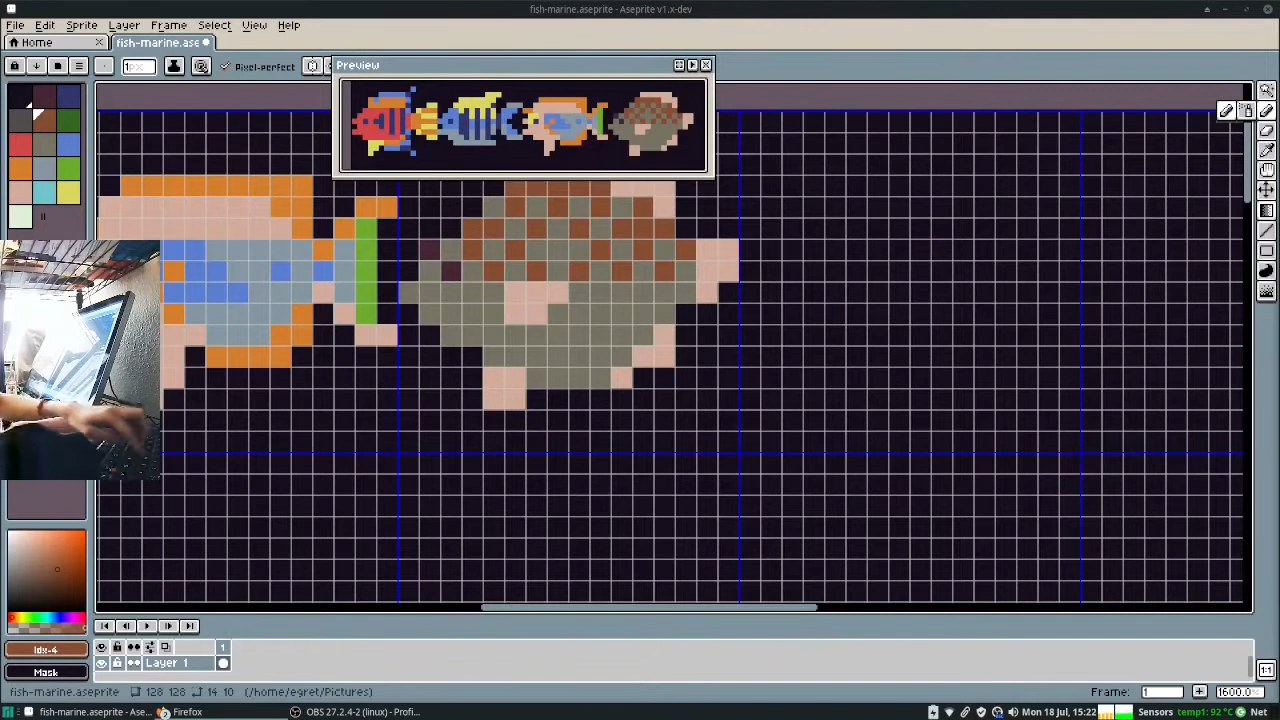 fish-marine.aseprite - Aseprite v1.x-dev
File Edit Sprite Layer Frame Select View Help
Home
fish-marine.ase
1px
Pixel-perfect
Preview
Idx-4
Mask
1
Layer 1
fish-marine.aseprite 128 128 14 10 (/home/egret/Pictures)
Frame: 1 1600.0%
1:1
fish-marine.aseprite - Ase...
Firefox
OBS 27.2.4-2 (linux) - Profi...
Mon 18 Jul, 15:22
Sensors temp1: 92°C
Net